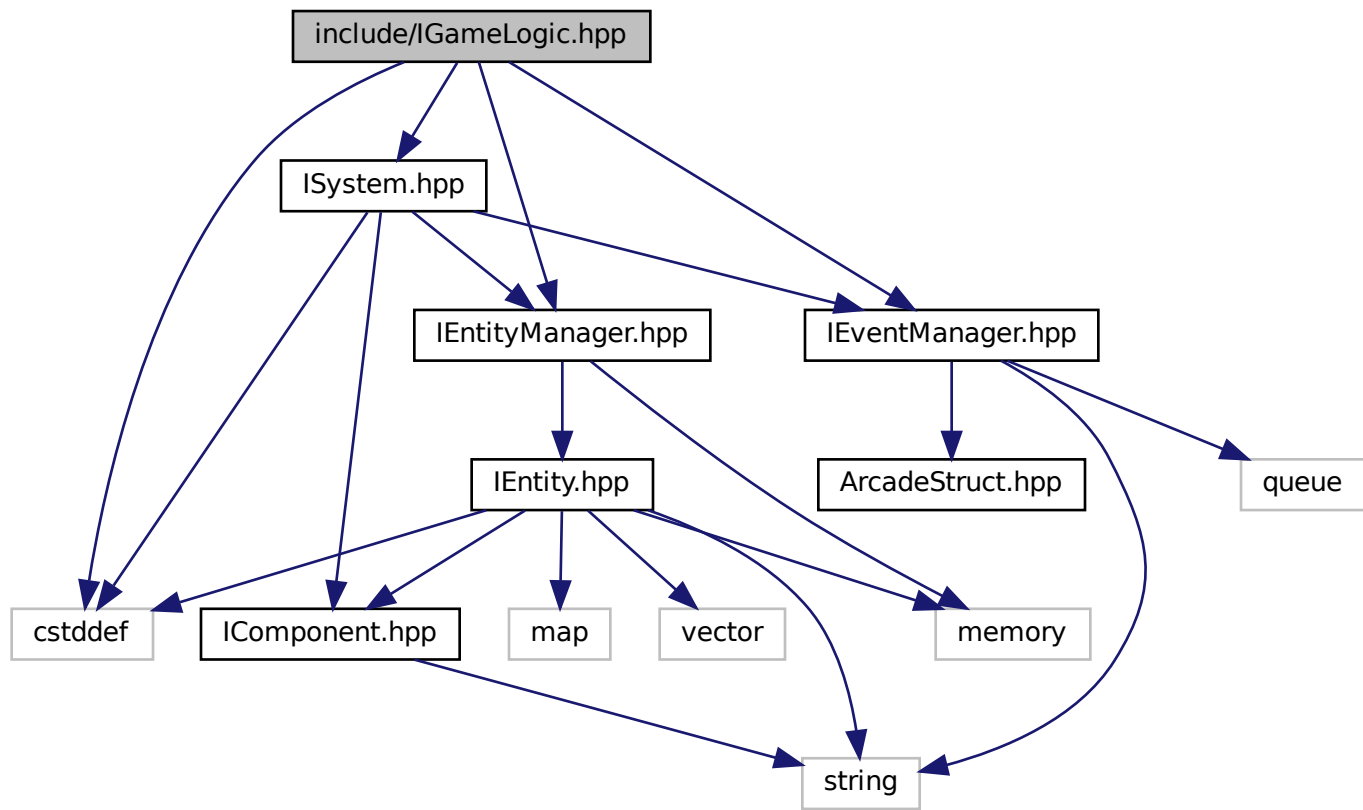 include/IGameLogic.hpp
ISystem.hpp
IEntityManager.hpp
IEventManager.hpp
IEntity.hpp
ArcadeStruct.hpp
queue
cstddef
IComponent.hpp
map
vector
memory
string